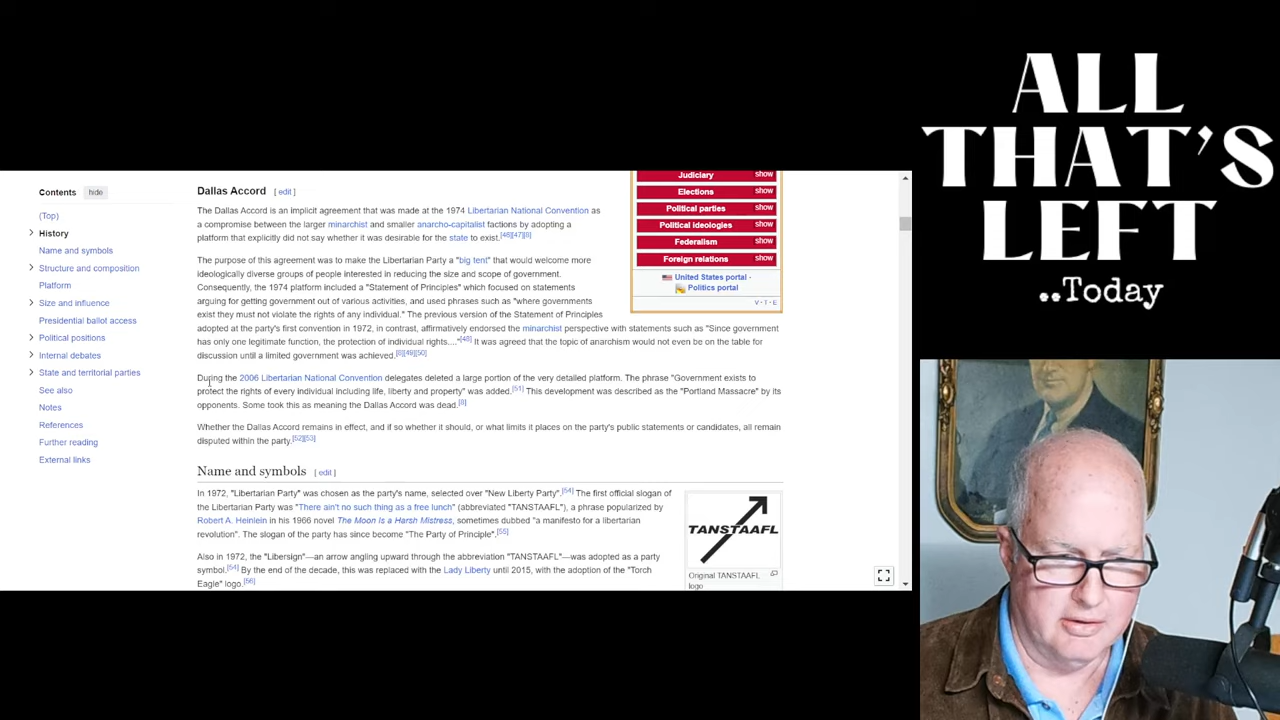 ALL
THAT'S
LEFT
..Today
Contents hide
(Top)
History
Name and symbols
Structure and composition
Platform
Size and influence
Presidential ballot access
Political positions
Internal debates
State and territorial parties
See also
Notes
References
Further reading
External links
Dallas Accord [ edit ]
The Dallas Accord is an implicit agreement that was made at the 1974 Libertarian National Convention as
a compromise between the larger minarchist and smaller anarcho-capitalist factions by adopting a
platform that explicitly did not say whether it was desirable for the state to exist.[46][47][8]
The purpose of this agreement was to make the Libertarian Party a "big tent" that would welcome more
ideologically diverse groups of people interested in reducing the size and scope of government.
Consequently, the 1974 platform included a "Statement of Principles" which focused on statements
arguing for getting government out of various activities, and used phrases such as "where governments
exist they must not violate the rights of any individual." The previous version of the Statement of Principles
adopted at the party's first convention in 1972, in contrast, affirmatively endorsed the minarchist perspective with statements such as "Since government
has only one legitimate function, the protection of individual rights...."[48] It was agreed that the topic of anarchism would not even be on the table for
discussion until a limited government was achieved.[8][49][50]
During the 2006 Libertarian National Convention delegates deleted a large portion of the very detailed platform. The phrase "Government exists to
protect the rights of every individual including life, liberty and property" was added.[51] This development was described as the "Portland Massacre" by its
opponents. Some took this as meaning the Dallas Accord was dead.[8]
Whether the Dallas Accord remains in effect, and if so whether it should, or what limits it places on the party's public statements or candidates, all remain
disputed within the party.[52][53]
Judiciary show
Elections show
Political parties show
Political ideologies show
Federalism show
Foreign relations show
United States portal ·
Politics portal
V · T · E
Name and symbols [ edit ]
In 1972, "Libertarian Party" was chosen as the party's name, selected over "New Liberty Party".[54] The first official slogan of
the Libertarian Party was "There ain't no such thing as a free lunch" (abbreviated "TANSTAAFL"), a phrase popularized by
Robert A. Heinlein in his 1966 novel The Moon Is a Harsh Mistress, sometimes dubbed "a manifesto for a libertarian
revolution". The slogan of the party has since become "The Party of Principle".[55]
Also in 1972, the "Libersign"—an arrow angling upward through the abbreviation "TANSTAAFL"—was adopted as a party
symbol.[54] By the end of the decade, this was replaced with the Lady Liberty until 2015, with the adoption of the "Torch
Eagle" logo.[56]
TANSTAAFL
Original TANSTAAFL
logo